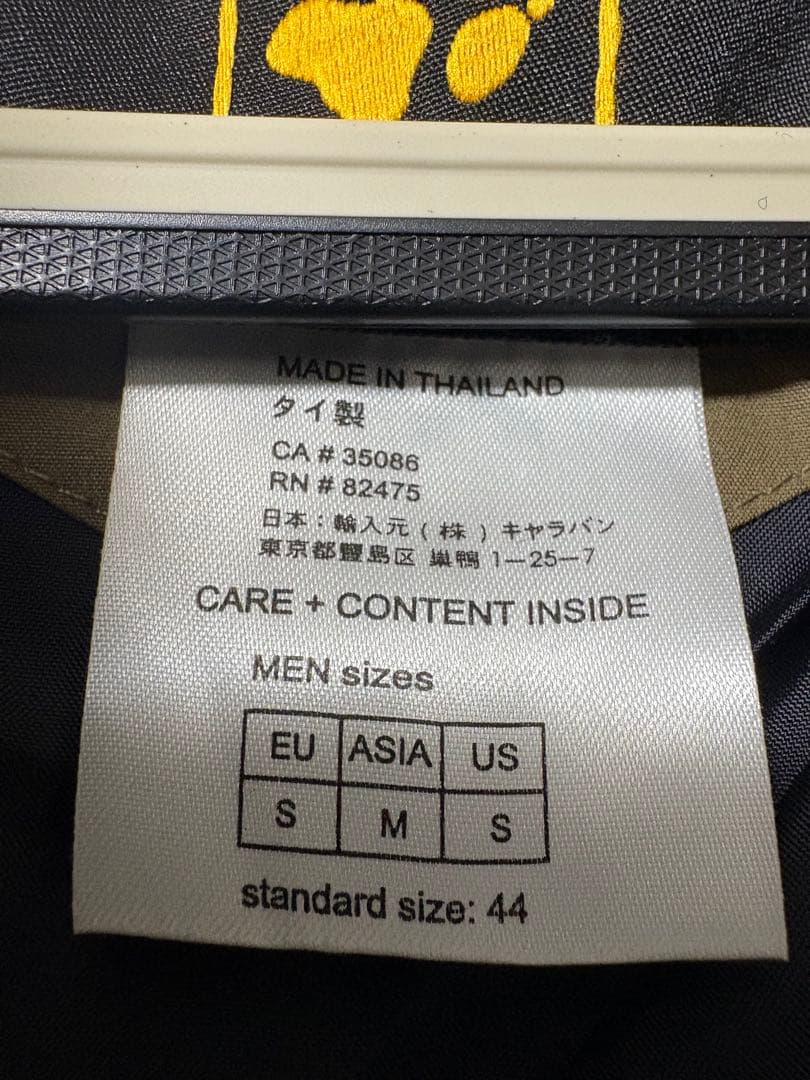 MADE IN THAILAND
タイ製
CA # 35086
RN # 82475
日本：輸入元（株）キャラバン
東京都豐島区 巣鴨 1－25－7
CARE + CONTENT INSIDE
MEN sizes
EU ASIA US
S M S
standard size: 44